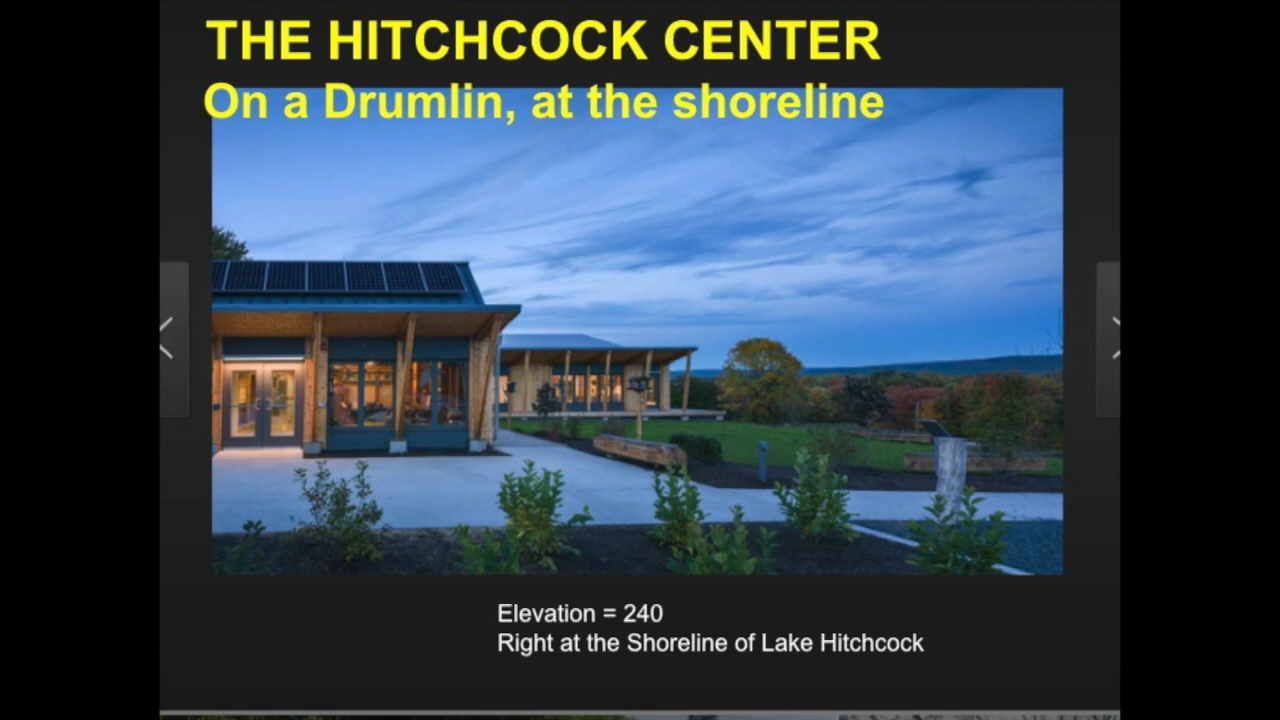 THE HITCHCOCK CENTER
On a Drumlin, at the shoreline
Elevation = 240
Right at the Shoreline of Lake Hitchcock